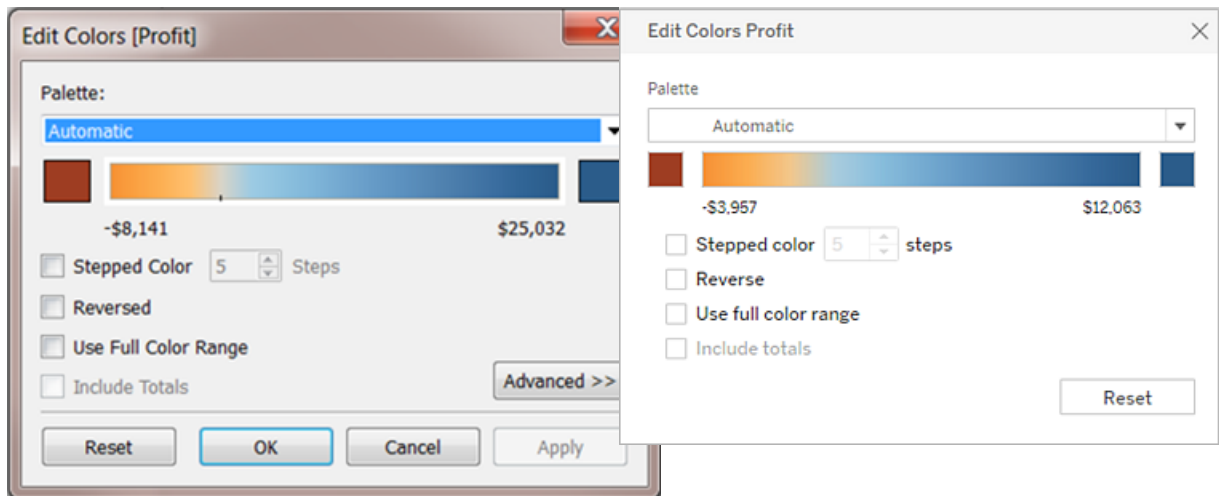 Edit Colors [Profit]
Palette:
Automatic
-$8,141 $25,032
Stepped Color 5 Steps
Reversed
Use Full Color Range
Include Totals
Advanced >>
Reset OK Cancel Apply
Edit Colors Profit
Palette
Automatic
-$3,957 $12,063
Stepped color 5 steps
Reverse
Use full color range
Include totals
Reset